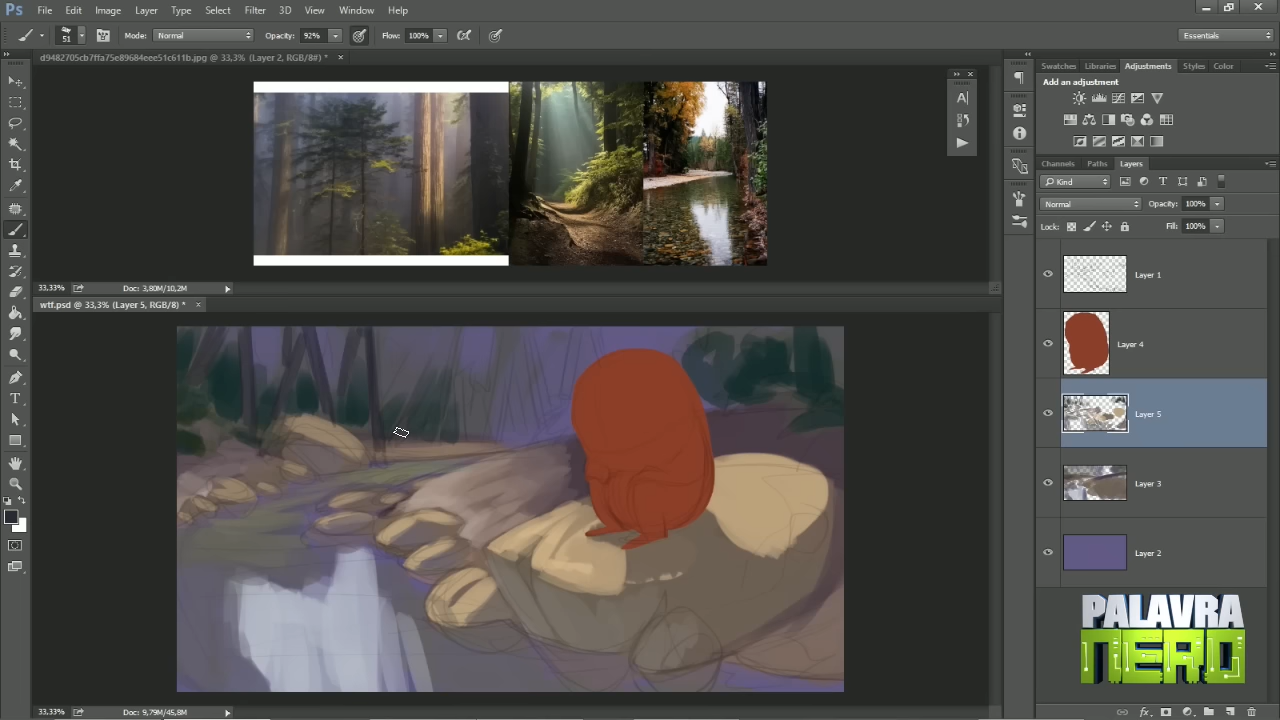 Ps File Edit Image Layer Type Select Filter 3D View Window Help
51 Mode: Normal Opacity: 92% Flow: 100% Essentials
d9482705cb7ffa75e89684eee51c611b.jpg @ 33,3% (Layer 2, RGB/8#) * ×
Swatches Libraries Adjustments Styles Color
Add an adjustment
A|
Channels Paths Layers
Kind
Normal Opacity: 100%
Lock: Fill: 100%
Layer 1
33,33% Doc: 3,80M/10,2M
wtf.psd @ 33,3% (Layer 5, RGB/8) * ×
Layer 4
Layer 5
Layer 3
Layer 2
PALAVRA
NERD
33,33% Doc: 9,79M/45,8M
fx